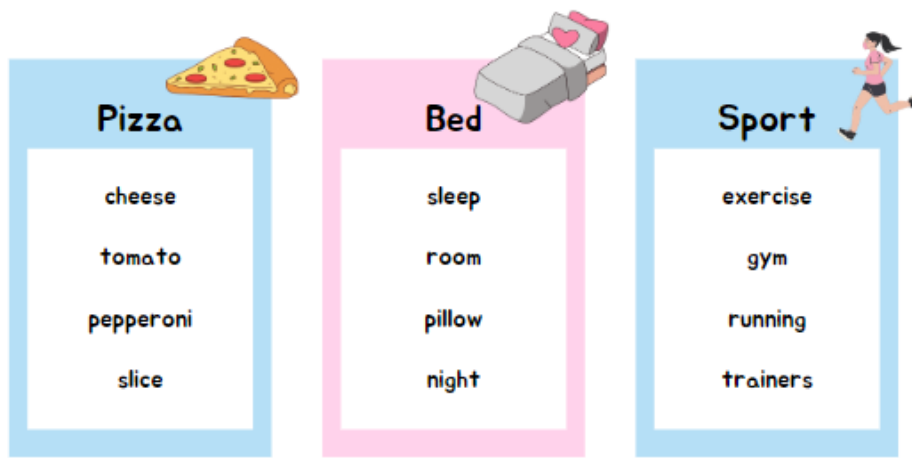 Pizza
cheese
tomato
pepperoni
slice
Bed
sleep
room
pillow
night
Sport
exercise
gym
running
trainers